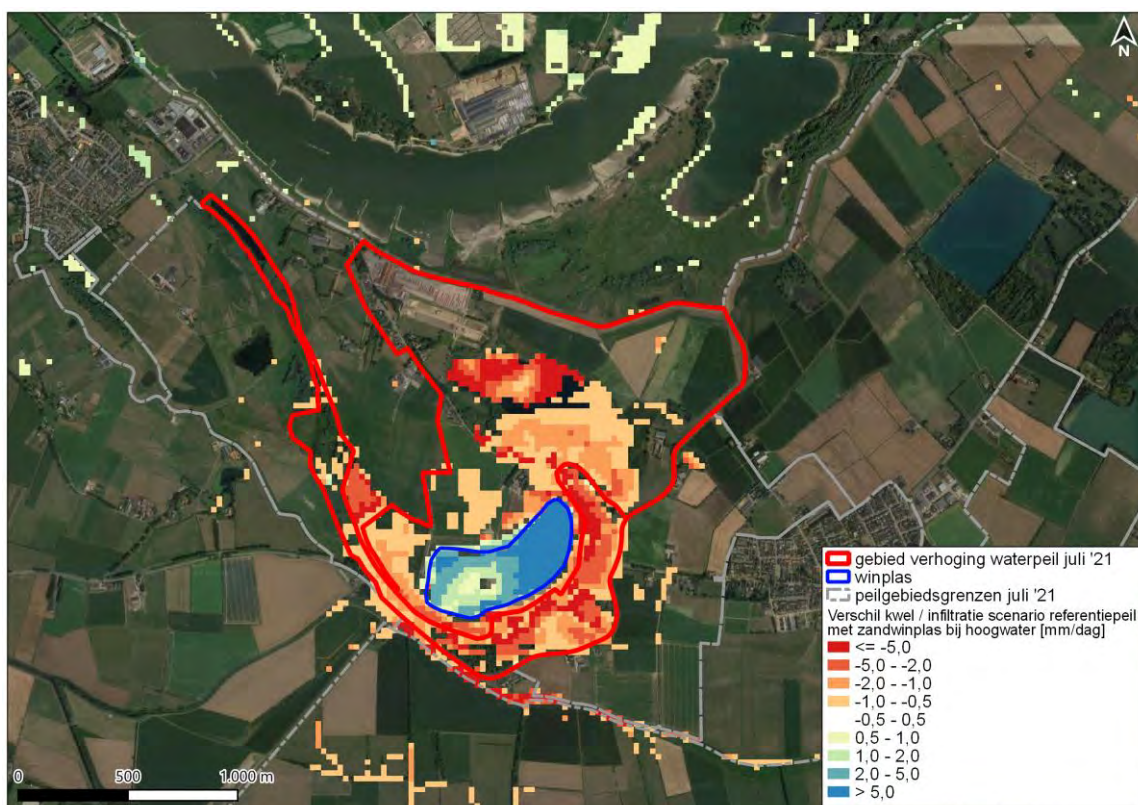 N
gebied verhoging waterpeil juli '21
winplas
peilgebiedsgrenzen juli '21
Verschil kwel / infiltratie scenario referentiepeil
met zandwinplas bij hoogwater [mm/dag]
<= -5,0
-5,0 - -2,0
-2,0 - -1,0
-1,0 - -0,5
-0,5 - 0,5
0,5 - 1,0
1,0 - 2,0
2,0 - 5,0
> 5,0
0 500 1.000 m